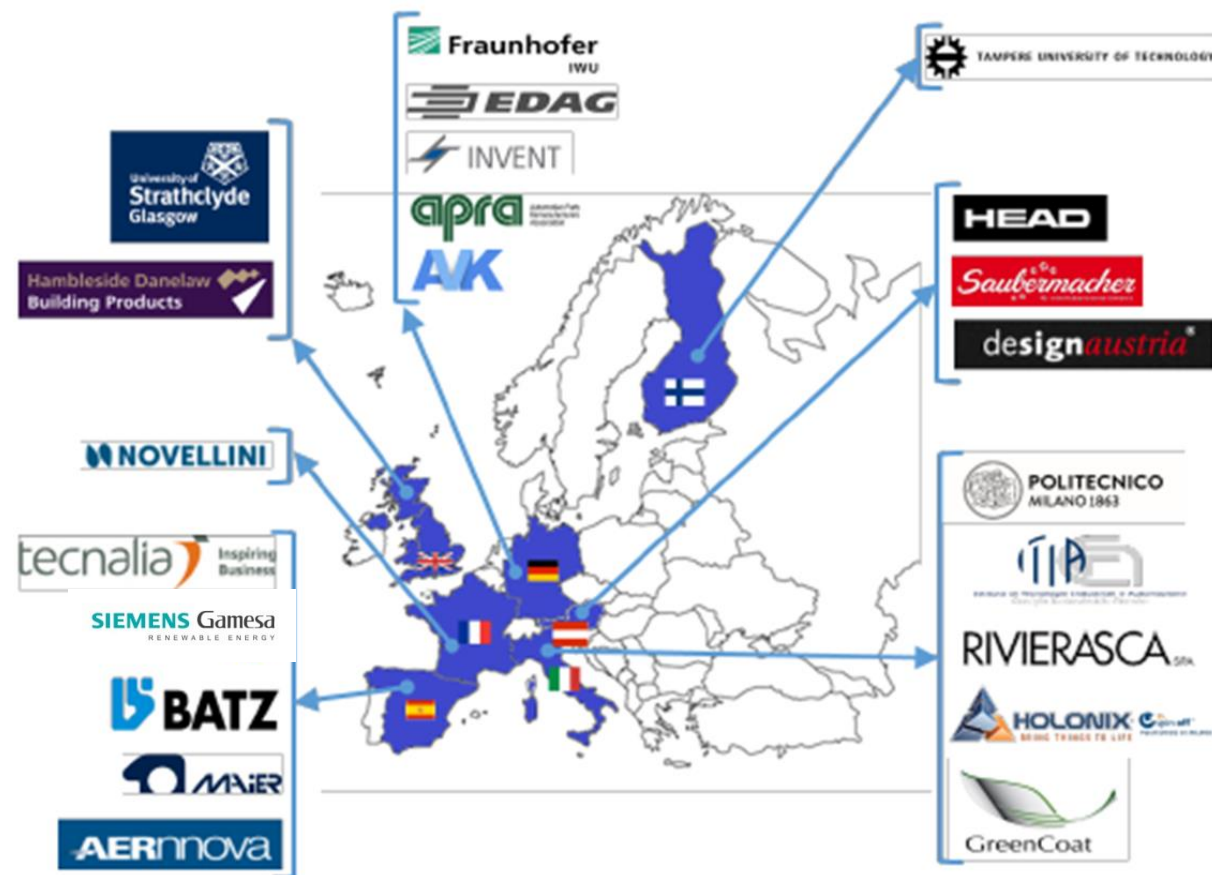 Fraunhofer
IWU
EDAG
INVENT
apra
AVK
TAMPERE UNIVERSITY OF TECHNOLOGY
University of
Strathclyde
Glasgow
Hambleside Danelaw
Building Products
NOVELLINI
tecnalia
Inspiring
Business
SIEMENS Gamesa
RENEWABLE ENERGY
BATZ
MAIER
AERNNOVA
HEAD
Saubermacher
designaustria®
POLITECNICO
MILANO 1863
ITIA
RIVIERASCA SPA
HOLONIX
BRING THINGS TO LIFE
GreenCoat